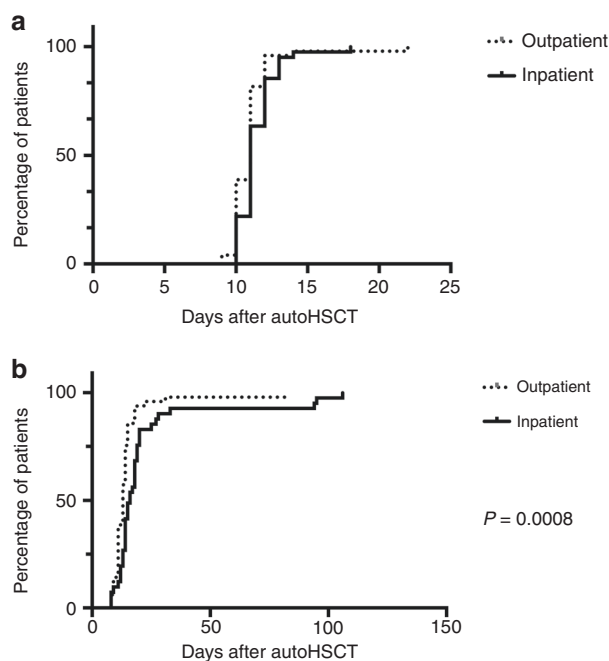 a
100
50
0
Percentage of patients
0 5 10 15 20 25
Days after autoHSCT
Outpatient
Inpatient
b
100
50
0
Percentage of patients
0 50 100 150
Days after autoHSCT
Outpatient
Inpatient
P = 0.0008